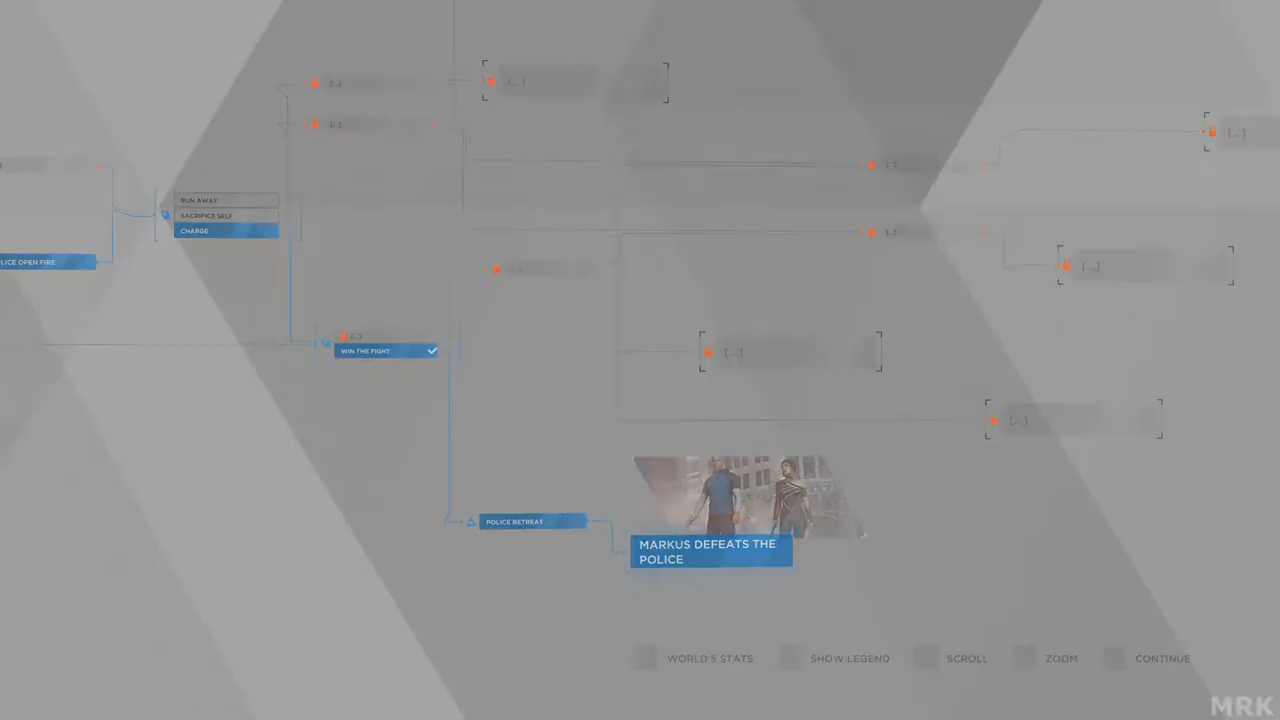 [...]
[...]
[...]
[...]
[...]
RUN AWAY
SACRIFICE SELF
CHARGE
[...]
LICE OPEN FIRE
[...]
[...]
[...]
[...]
WIN THE FIGHT
[...]
[...]
POLICE RETREAT
MARKUS DEFEATS THE
POLICE
WORLD'S STATS
SHOW LEGEND
SCROLL
ZOOM
CONTINUE
MRK